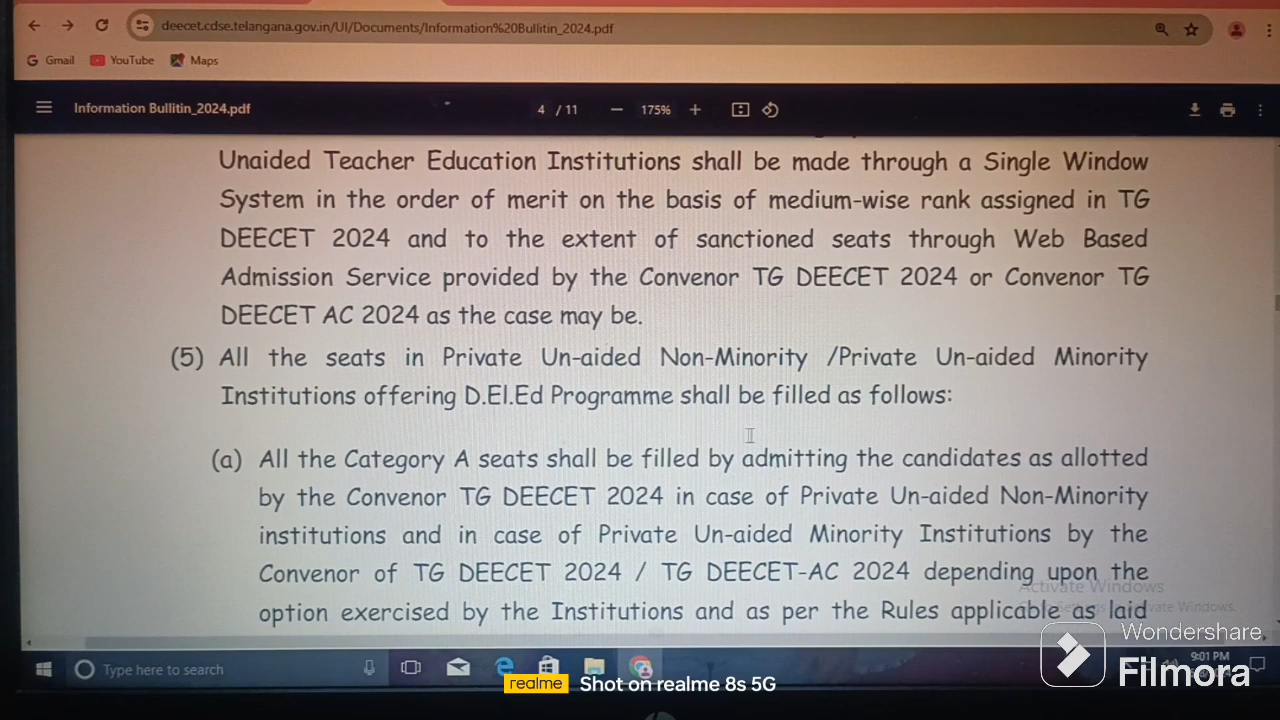 deecet.cdse.telangana.gov.in/UI/Documents/Information%20Bullitin_2024.pdf
Gmail YouTube Maps
Information Bullitin_2024.pdf 4 / 11 175%
Unaided Teacher Education Institutions shall be made through a Single Window
System in the order of merit on the basis of medium-wise rank assigned in TG
DEECET 2024 and to the extent of sanctioned seats through Web Based
Admission Service provided by the Convenor TG DEECET 2024 or Convenor TG
DEECET AC 2024 as the case may be.
(5) All the seats in Private Un-aided Non-Minority /Private Un-aided Minority
Institutions offering D.El.Ed Programme shall be filled as follows:
(a) All the Category A seats shall be filled by admitting the candidates as allotted
by the Convenor TG DEECET 2024 in case of Private Un-aided Non-Minority
institutions and in case of Private Un-aided Minority Institutions by the
Convenor of TG DEECET 2024 / TG DEECET-AC 2024 depending upon the
Activate Windows
option exercised by the Institutions and as per the Rules applicable as laid
Wondershare
Filmora
Type here to search
9:01 PM
realme Shot on realme 8s 5G